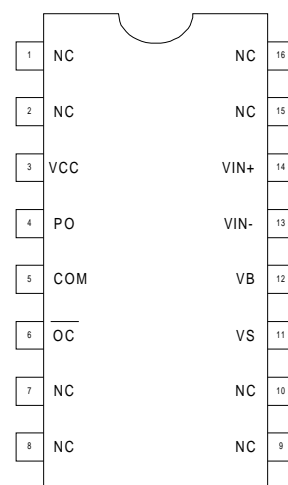 1 NC NC 16
2 NC NC 15
3 VCC VIN+ 14
4 PO VIN- 13
5 COM VB 12
6 OC VS 11
7 NC NC 10
8 NC NC 9